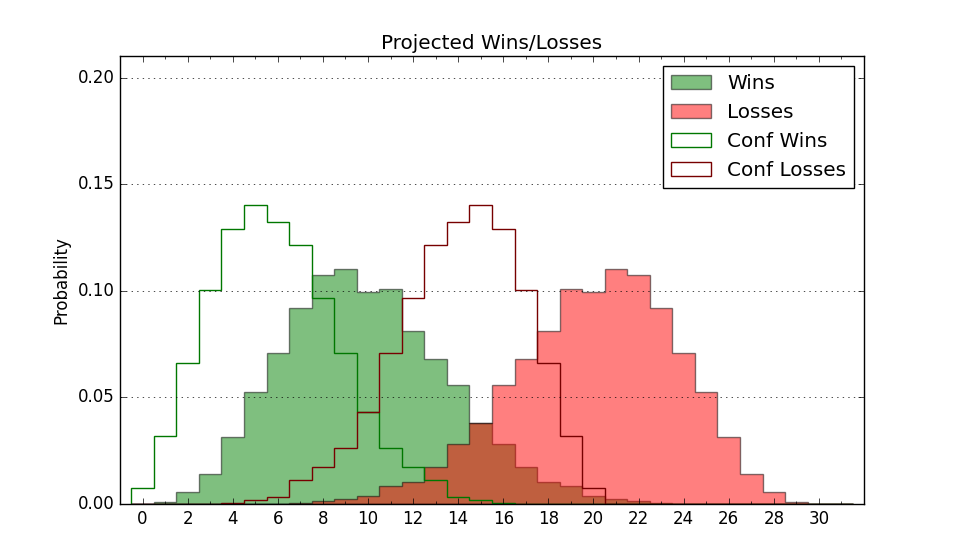 Projected Wins/Losses
0.20
0.15
0.10
0.05
0.00
Probability
Wins
Losses
Conf Wins
Conf Losses
0 2 4 6 8 10 12 14 16 18 20 22 24 26 28 30